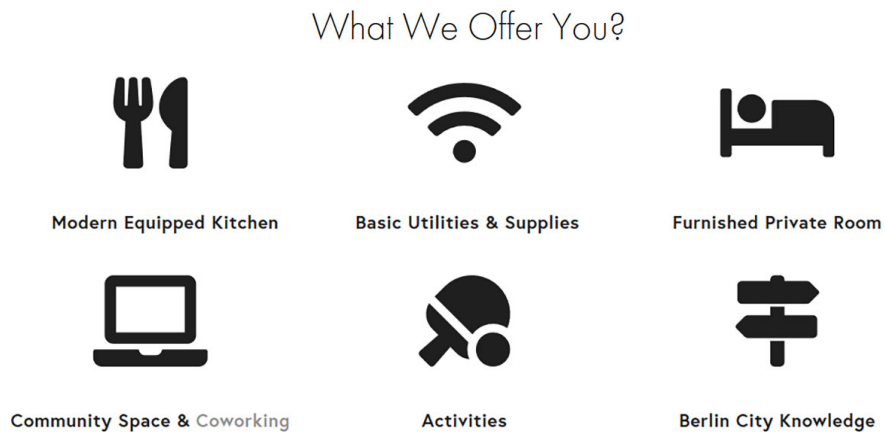 What We Offer You?
Modern Equipped Kitchen
Basic Utilities & Supplies
Furnished Private Room
Community Space & Coworking
Activities
Berlin City Knowledge